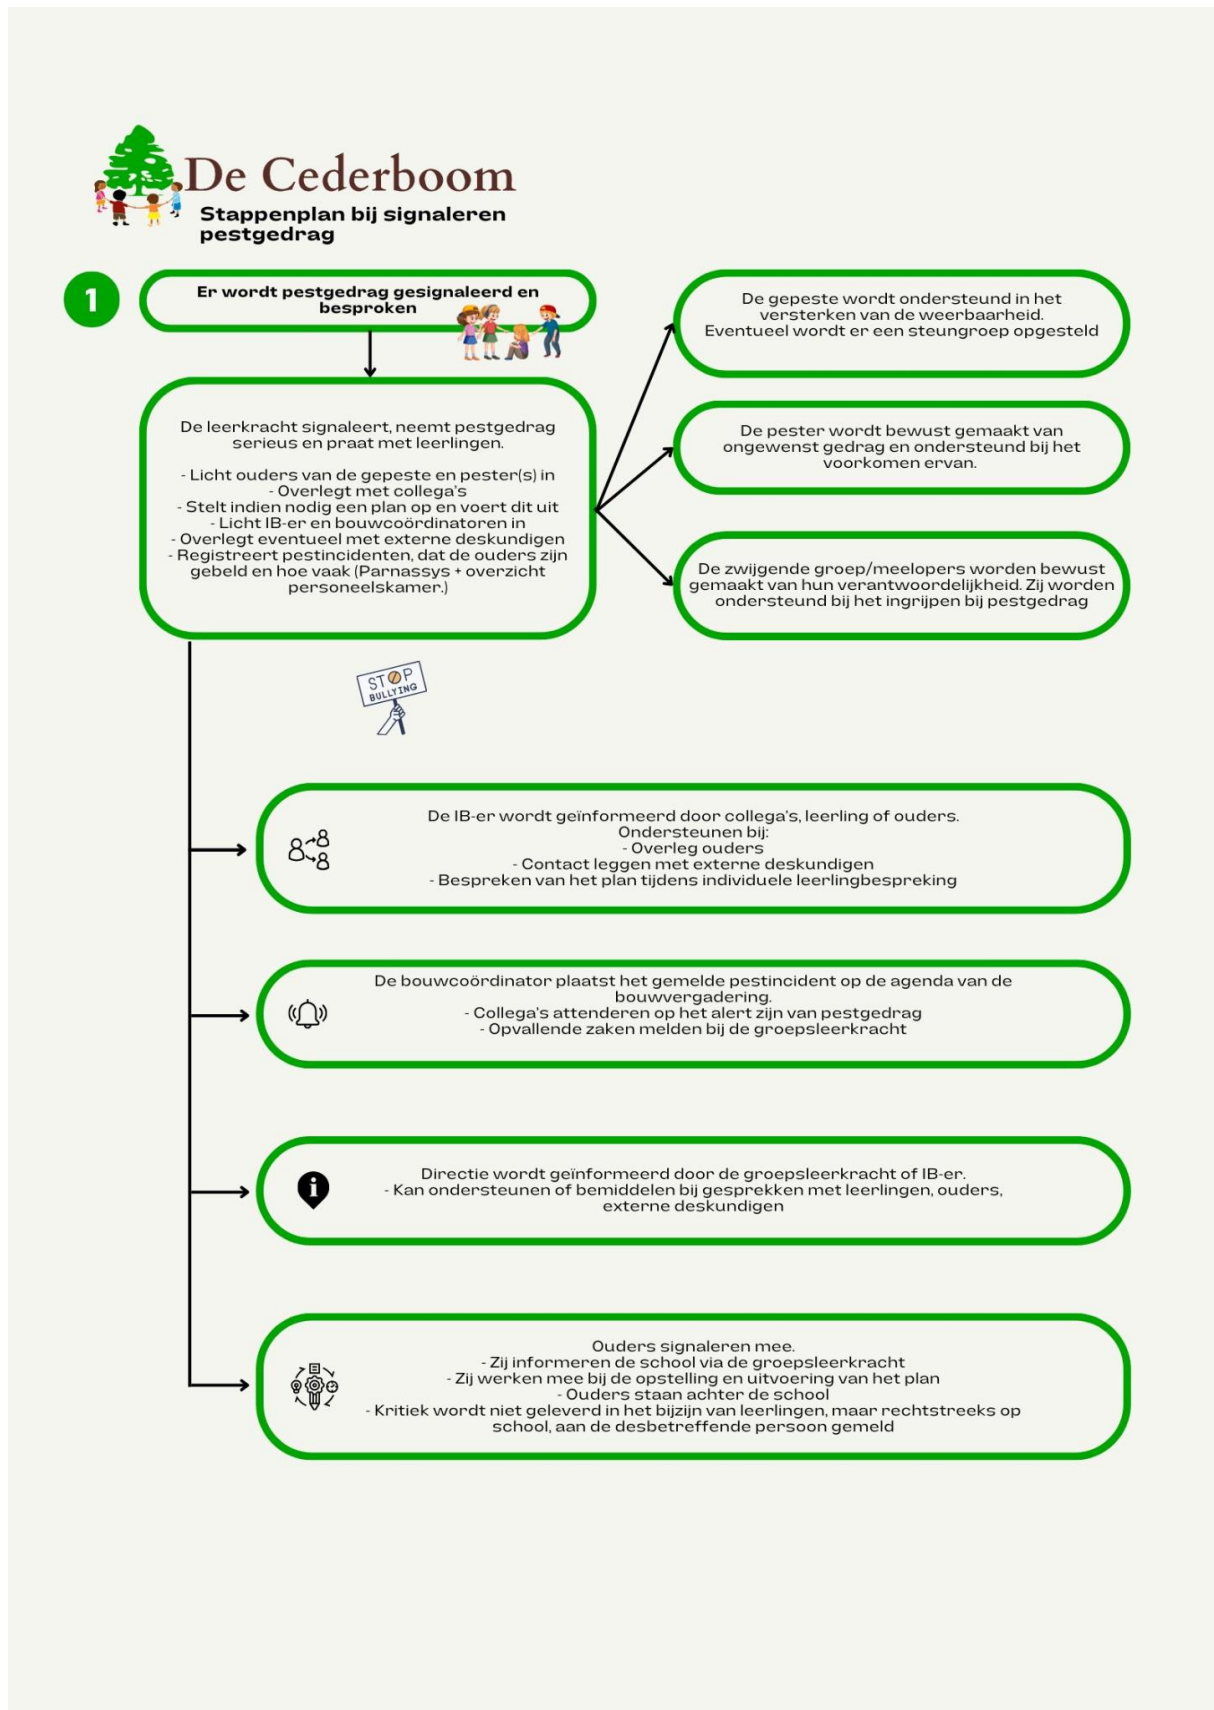 De Cederboom
Stappenplan bij signaleren
pestgedrag
1
Er wordt pestgedrag gesignaleerd en
besproken
De leerkracht signaleert, neemt pestgedrag
serieus en praat met leerlingen.
- Licht ouders van de gepeste en pester(s) in
- Overlegt met collega's
- Stelt indien nodig een plan op en voert dit uit
- Licht IB-er en bouwcoördinatoren in
- Overlegt eventueel met externe deskundigen
- Registreert pestincidenten, dat de ouders zijn
gebeld en hoe vaak (Parnassys + overzicht
personeelskamer.)
De gepeste wordt ondersteund in het
versterken van de weerbaarheid.
Eventueel wordt er een steungroep opgesteld
De pester wordt bewust gemaakt van
ongewenst gedrag en ondersteund bij het
voorkomen ervan.
De zwijgende groep/meelopers worden bewust
gemaakt van hun verantwoordelijkheid. Zij worden
ondersteund bij het ingrijpen bij pestgedrag
STOP
BULLYING
De IB-er wordt geïnformeerd door collega's, leerling of ouders.
Ondersteunen bij:
- Overleg ouders
- Contact leggen met externe deskundigen
- Bespreken van het plan tijdens individuele leerlingbespreking
De bouwcoördinator plaatst het gemelde pestincident op de agenda van de
bouwvergadering.
- Collega's attenderen op het alert zijn van pestgedrag
- Opvallende zaken melden bij de groepsleerkracht
Directie wordt geïnformeerd door de groepsleerkracht of IB-er.
- Kan ondersteunen of bemiddelen bij gesprekken met leerlingen, ouders,
externe deskundigen
Ouders signaleren mee.
- Zij informeren de school via de groepsleerkracht
- Zij werken mee bij de opstelling en uitvoering van het plan
- Ouders staan achter de school
- Kritiek wordt niet geleverd in het bijzijn van leerlingen, maar rechtstreeks op
school, aan de desbetreffende persoon gemeld